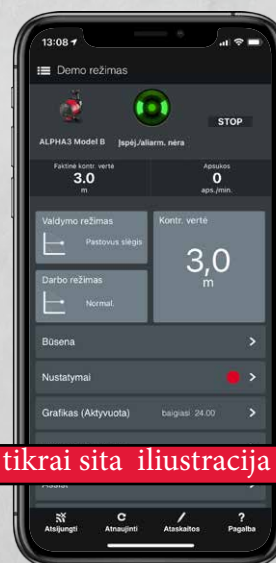 13:08
Demo režimas
STOP
ALPHA3 Model B Įspėj./aliarm. nėra
Faktinė kontr. vertė Apsukos
3.0 0
m aps./min.
Valdymo režimas
Pastovus slėgis
Kontr. vertė
3,0
m
Darbo režimas
Normal.
Būsena
Nustatymai
Grafikas (Aktyvuota) baigiasi 24.00
tikrai sita iliustracija
Atsijungti Atnaujinti Ataskaitos Pagalba